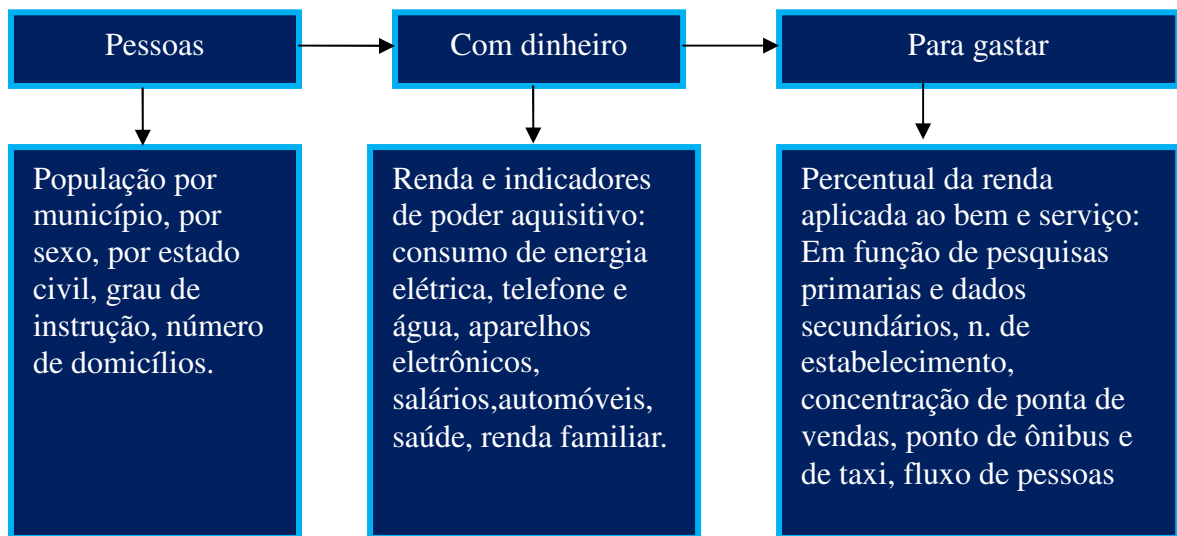 Pessoas
Com dinheiro
Para gastar
População por
município, por
sexo, por estado
civil, grau de
instrução, número
de domicílios.
Renda e indicadores
de poder aquisitivo:
consumo de energia
elétrica, telefone e
água, aparelhos
eletrônicos,
salários,automóveis,
saúde, renda familiar.
Percentual da renda
aplicada ao bem e serviço:
Em função de pesquisas
primarias e dados
secundários, n. de
estabelecimento,
concentração de ponta de
vendas, ponto de ônibus e
de taxi, fluxo de pessoas